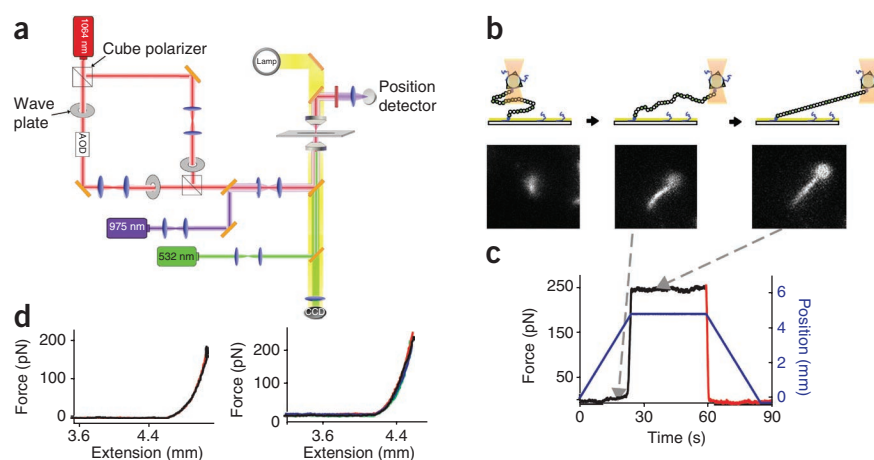 a
1064 nm
Cube polarizer
Wave
plate
AOD
975 nm
532 nm
Lamp
Position
detector
CCD
b
c
Force (pN)
250
150
50
0
30
60
90
Time (s)
6
4
2
0
Position (mm)
d
Force (pN)
200
100
0
3.6
4.4
Extension (mm)
Force (pN)
200
100
0
3.6
4.4
Extension (mm)